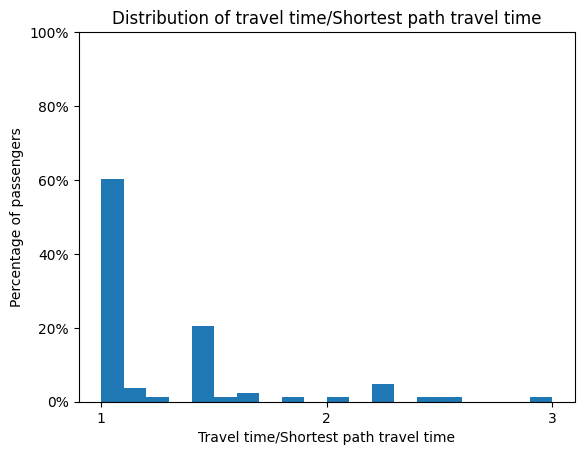 Distribution of travel time/Shortest path travel time
100%
80%
60%
40%
20%
0%
Percentage of passengers
1 2 3
Travel time/Shortest path travel time